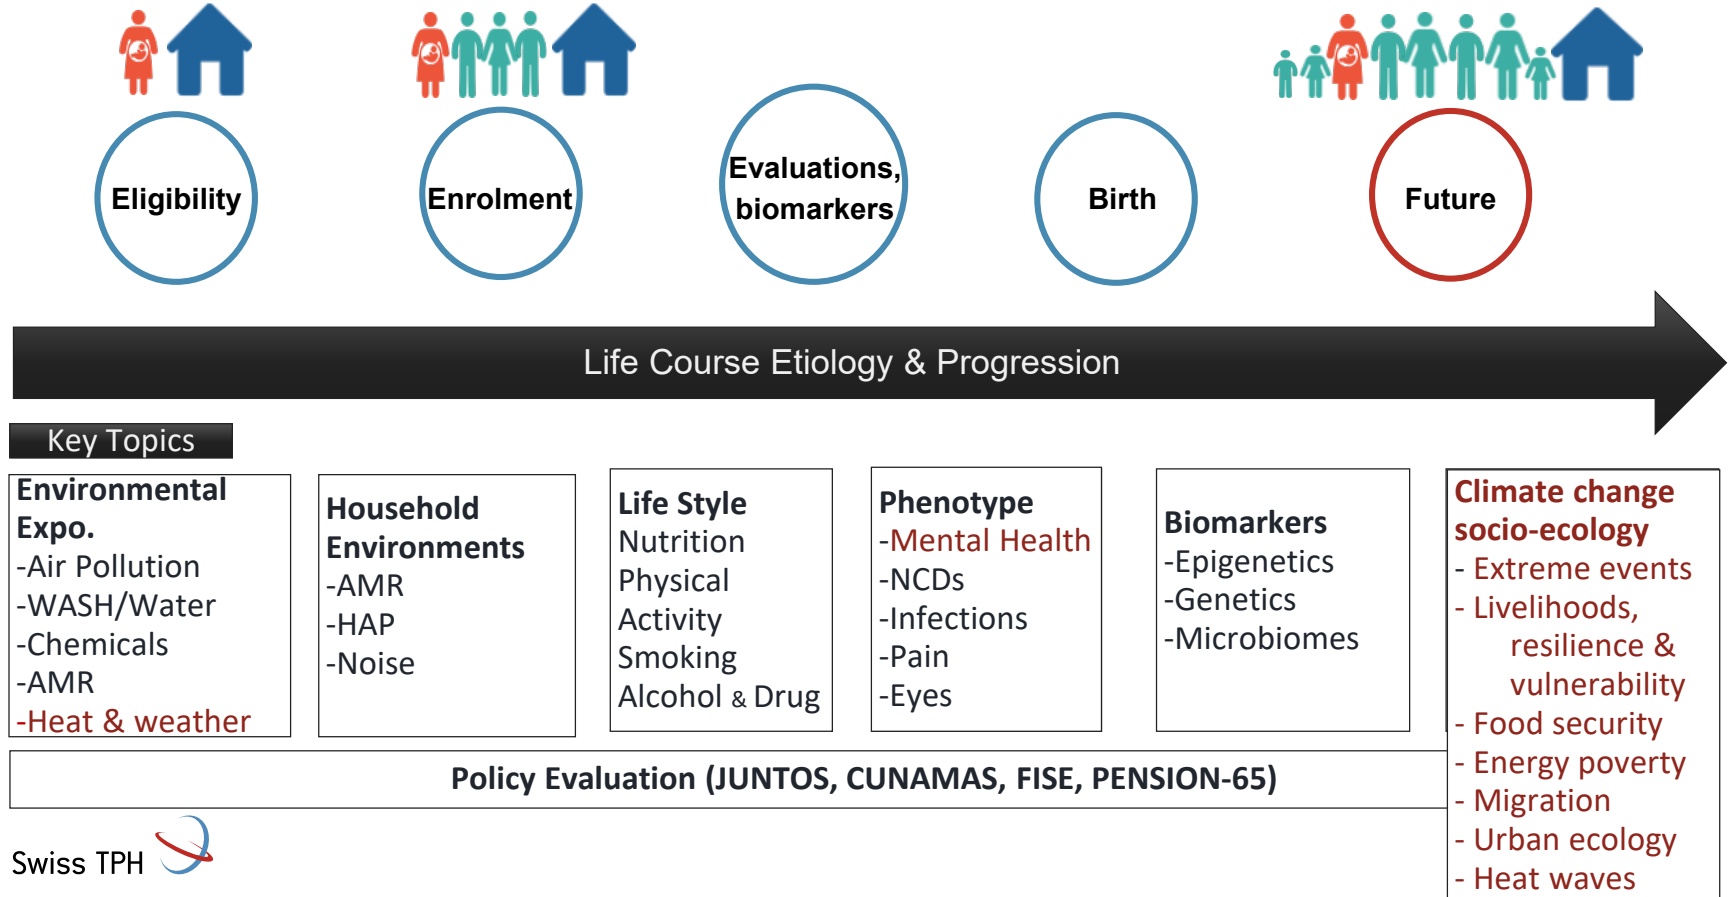 Eligibility
Enrolment
Evaluations,
biomarkers
Birth
Future
Life Course Etiology & Progression
Key Topics
Environmental
Expo.
-Air Pollution
-WASH/Water
-Chemicals
-AMR
-Heat & weather
Household
Environments
-AMR
-HAP
-Noise
Life Style
Nutrition
Physical
Activity
Smoking
Alcohol & Drug
Phenotype
-Mental Health
-NCDs
-Infections
-Pain
-Eyes
Biomarkers
-Epigenetics
-Genetics
-Microbiomes
Climate change
socio-ecology
- Extreme events
- Livelihoods,
resilience &
vulnerability
- Food security
- Energy poverty
- Migration
- Urban ecology
- Heat waves
Policy Evaluation (JUNTOS, CUNAMAS, FISE, PENSION-65)
Swiss TPH